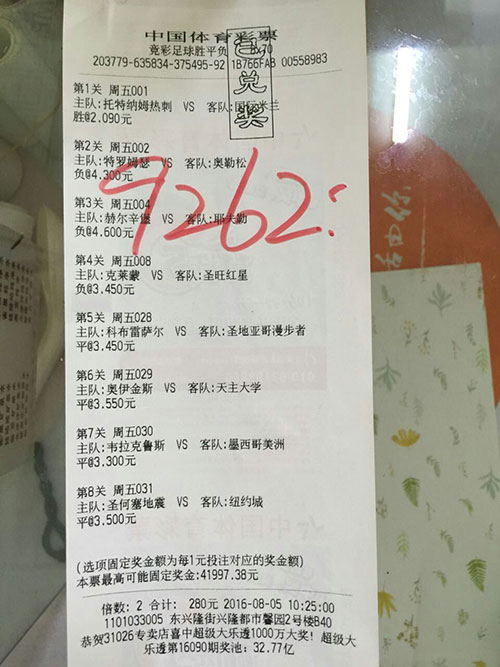 中国体育彩票
竞彩足球胜平负 8x70
203779-635834-375495-92 1B766FAB 00558983
已兑奖
第1关 周五001
主队:托特纳姆热刺 VS 客队:国际米兰
胜@2.090元
第2关 周五002
主队:特罗姆瑟 VS 客队:奥勒松
负@4.300元
第3关 周五004
主队:赫尔辛堡 VS 客队:耶夫勒
负@4.600元
9262:
第4关 周五008
主队:克莱蒙 VS 客队:圣旺红星
负@3.450元
第5关 周五028
主队:科布雷萨尔 VS 客队:圣地亚哥漫步者
平@3.450元
第6关 周五029
主队:奥伊金斯 VS 客队:天主大学
平@3.550元
第7关 周五030
主队:韦拉克鲁斯 VS 客队:墨西哥美洲
平@3.300元
第8关 周五031
主队:圣何塞地震 VS 客队:纽约城
平@3.500元
(选项固定奖金额为每1元投注对应的奖金额)
本票最高可能固定奖金:41997.38元
倍数: 2 合计: 280元 2016-08-05 10:25:00
1101033005 东兴隆街兴隆都市馨园2号楼B40
恭贺31026专卖店喜中超级大乐透1000万大奖! 超级大
乐透第16090期奖池: 32.77亿